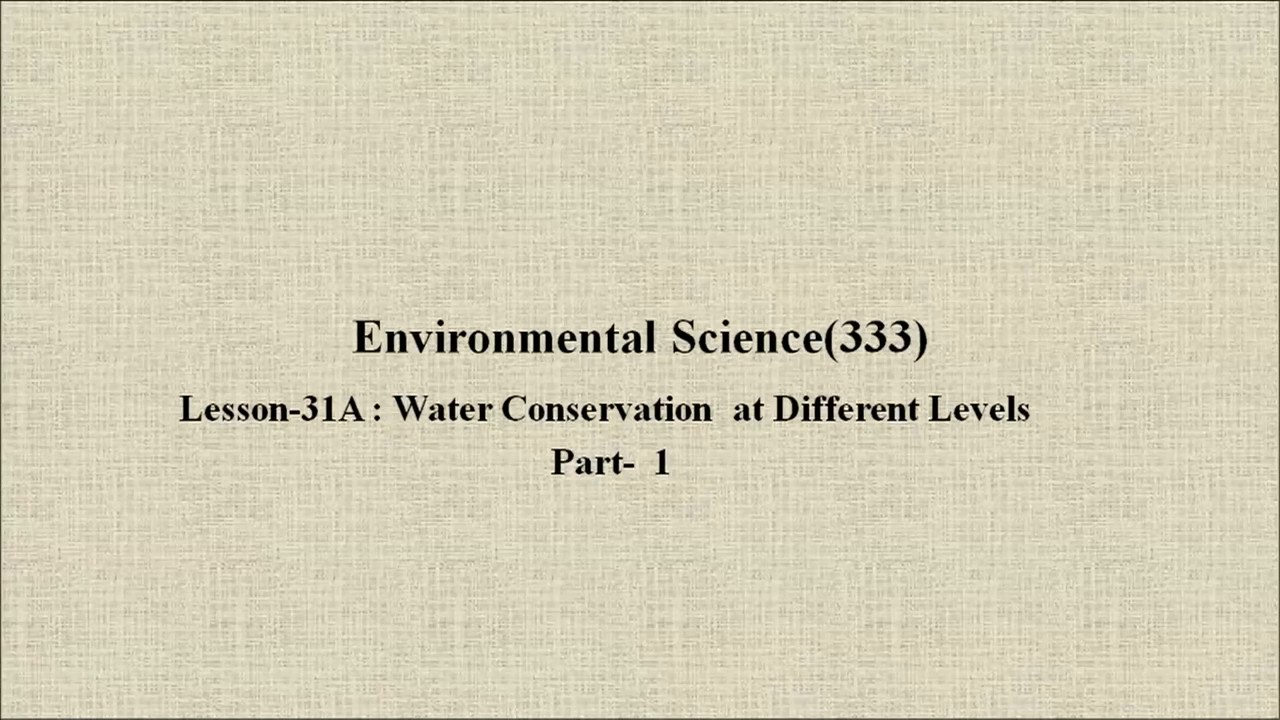 Environmental Science(333)
Lesson-31A : Water Conservation at Different Levels
Part- 1